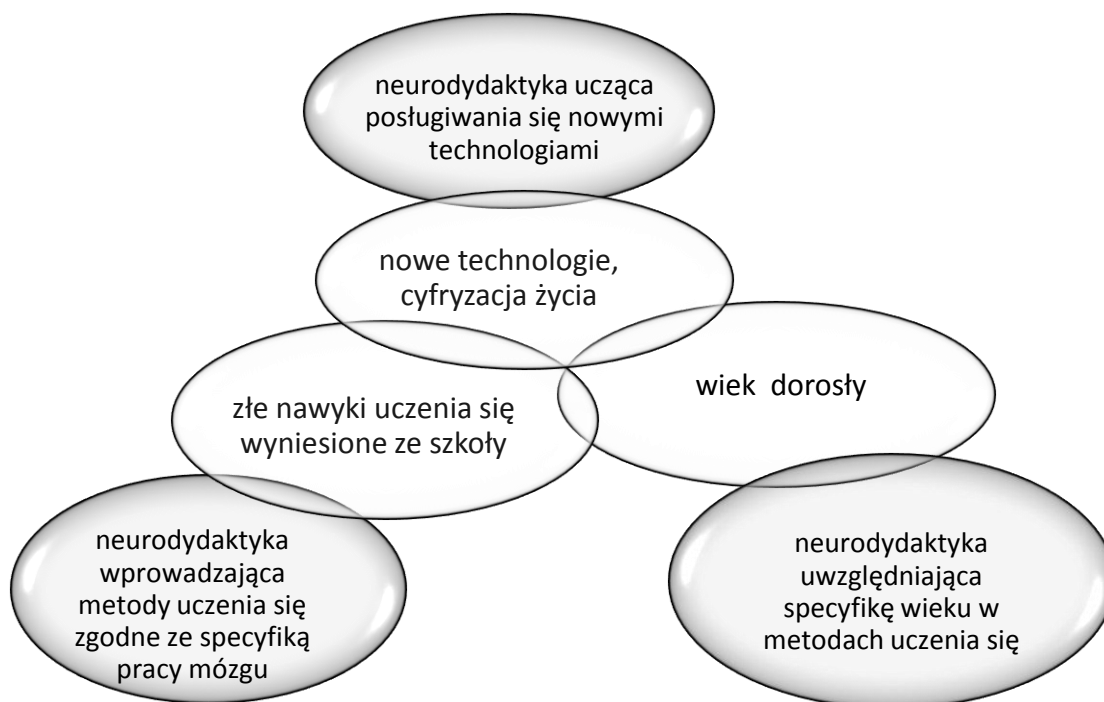 neurodydaktyka ucząca
posługiwania się nowymi
technologiami
nowe technologie,
cyfryzacja życia
wiek dorosły
złe nawyki uczenia się
wyniesione ze szkoły
neurodydaktyka
wprowadzająca
metody uczenia się
zgodne ze specyfiką
pracy mózgu
neurodydaktyka
uwzględniająca
specyfikę wieku w
metodach uczenia się